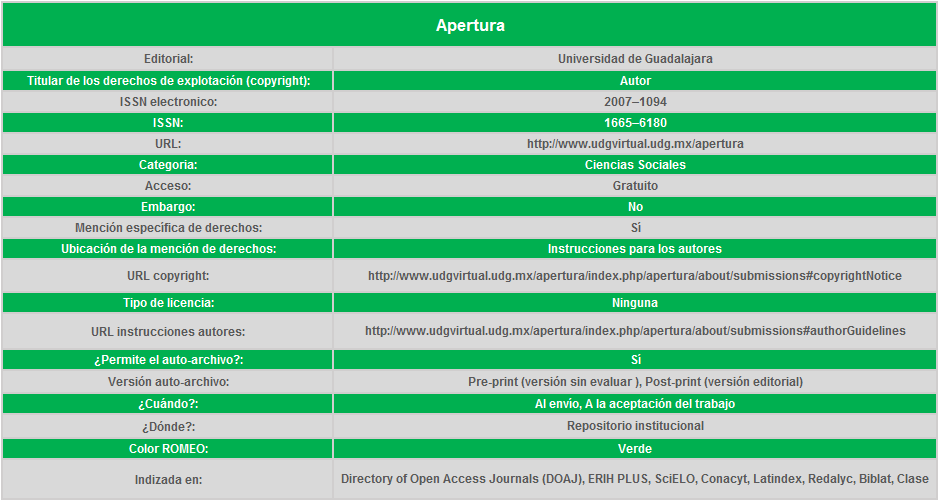 Apertura
Editorial: Universidad de Guadalajara
Titular de los derechos de explotación (copyright): Autor
ISSN electronico: 2007–1094
ISSN: 1665–6180
URL: http://www.udgvirtual.udg.mx/apertura
Categoria: Ciencias Sociales
Acceso: Gratuito
Embargo: No
Mención específica de derechos: Sí
Ubicación de la mención de derechos: Instrucciones para los autores
URL copyright: http://www.udgvirtual.udg.mx/apertura/index.php/apertura/about/submissions#copyrightNotice
Tipo de licencia: Ninguna
URL instrucciones autores: http://www.udgvirtual.udg.mx/apertura/index.php/apertura/about/submissions#authorGuidelines
¿Permite el auto-archivo?: Sì
Versión auto-archivo: Pre-print (versión sin evaluar ), Post-print (versión editorial)
¿Cuándo?: Al envío, A la aceptación del trabajo
¿Dónde?: Repositorio institucional
Color ROMEO: Verde
Indizada en: Directory of Open Access Journals (DOAJ), ERIH PLUS, SciELO, Conacyt, Latindex, Redalyc, Biblat, Clase